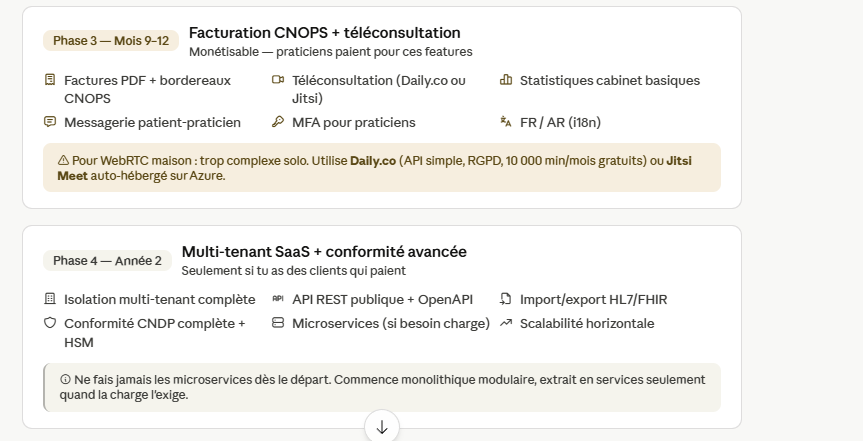 Phase 3 — Mois 9–12
Facturation CNOPS + téléconsultation
Monétisable — praticiens paient pour ces features
Factures PDF + bordereaux
CNOPS
Téléconsultation (Daily.co ou
Jitsi)
Statistiques cabinet basiques
Messagerie patient-praticien
MFA pour praticiens
FR / AR (i18n)
Pour WebRTC maison : trop complexe solo. Utilise Daily.co (API simple, RGPD, 10 000 min/mois gratuits) ou Jitsi
Meet auto-hébergé sur Azure.
Phase 4 — Année 2
Multi-tenant SaaS + conformité avancée
Seulement si tu as des clients qui paient
Isolation multi-tenant complète
API API REST publique + OpenAPI
Import/export HL7/FHIR
Conformité CNDP complète +
HSM
Microservices (si besoin charge)
Scalabilité horizontale
Ne fais jamais les microservices dès le départ. Commence monolithique modulaire, extrait en services seulement
quand la charge l'exige.